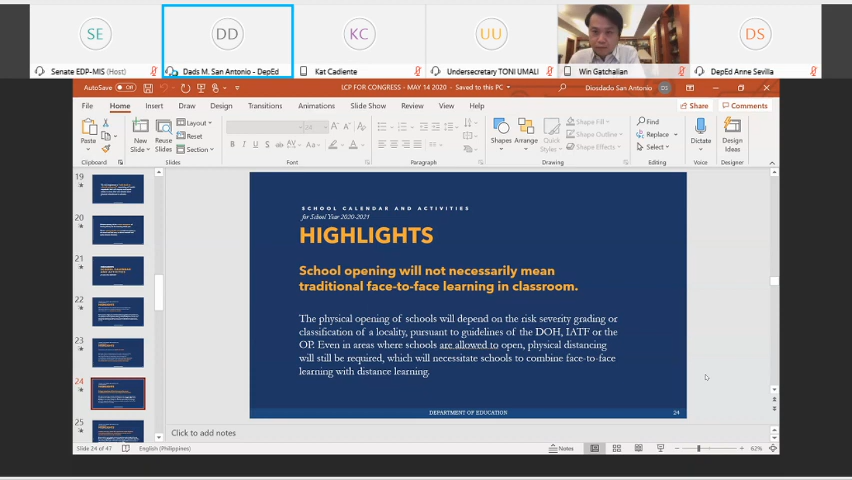 SE
DD
KC
UU
DS
Senate EDP-MIS (Host)
Dads M. San Antonio - DepEd
Kat Cadiente
Undersecretary TONI UMALI
Win Gatchalian
DepEd Anne Sevilla
AutoSave Off
LCP FOR CONGRESS - MAY 14 2020 - Saved to this PC
Diosdado San Antonio DS
File Home Insert Draw Design Transitions Animations Slide Show Review View Help
Share Comments
Paste
New Slide
Reuse Slides
Layout
Reset
Section
Shapes
Arrange
Quick Styles
Shape Fill
Shape Outline
Shape Effects
Find
Replace
Select
Dictate
Design Ideas
Clipboard Slides Font Paragraph Drawing Editing Voice Designer
19
20
21
22
23
24
25
SCHOOL CALENDAR AND ACTIVITIES
for School Year 2020-2021
HIGHLIGHTS
School opening will not necessarily mean
traditional face-to-face learning in classroom.
The physical opening of schools will depend on the risk severity grading or
classification of a locality, pursuant to guidelines of the DOH, IATF or the
OP. Even in areas where schools are allowed to open, physical distancing
will still be required, which will necessitate schools to combine face-to-face
learning with distance learning.
DEPARTMENT OF EDUCATION 24
Click to add notes
Slide 24 of 47 English (Philippines) Notes 62%